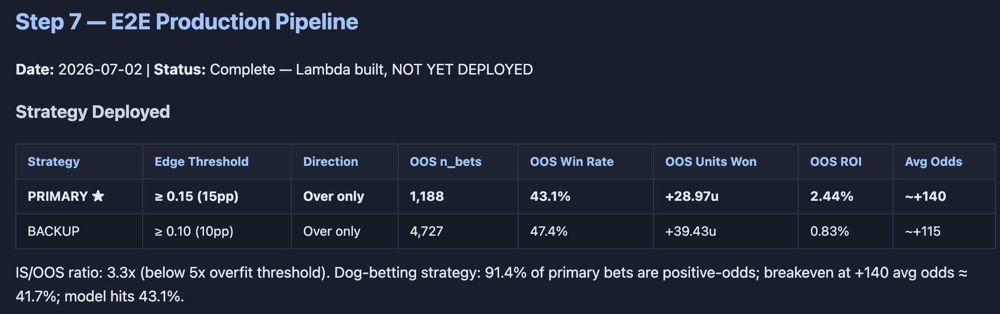 Step 7 — E2E Production Pipeline
Date: 2026-07-02 | Status: Complete — Lambda built, NOT YET DEPLOYED
Strategy Deployed
Strategy Edge Threshold Direction OOS n_bets OOS Win Rate OOS Units Won OOS ROI Avg Odds
PRIMARY ★ ≥ 0.15 (15pp) Over only 1,188 43.1% +28.97u 2.44% ~+140
BACKUP ≥ 0.10 (10pp) Over only 4,727 47.4% +39.43u 0.83% ~+115
IS/OOS ratio: 3.3x (below 5x overfit threshold). Dog-betting strategy: 91.4% of primary bets are positive-odds; breakeven at +140 avg odds ≈
41.7%; model hits 43.1%.